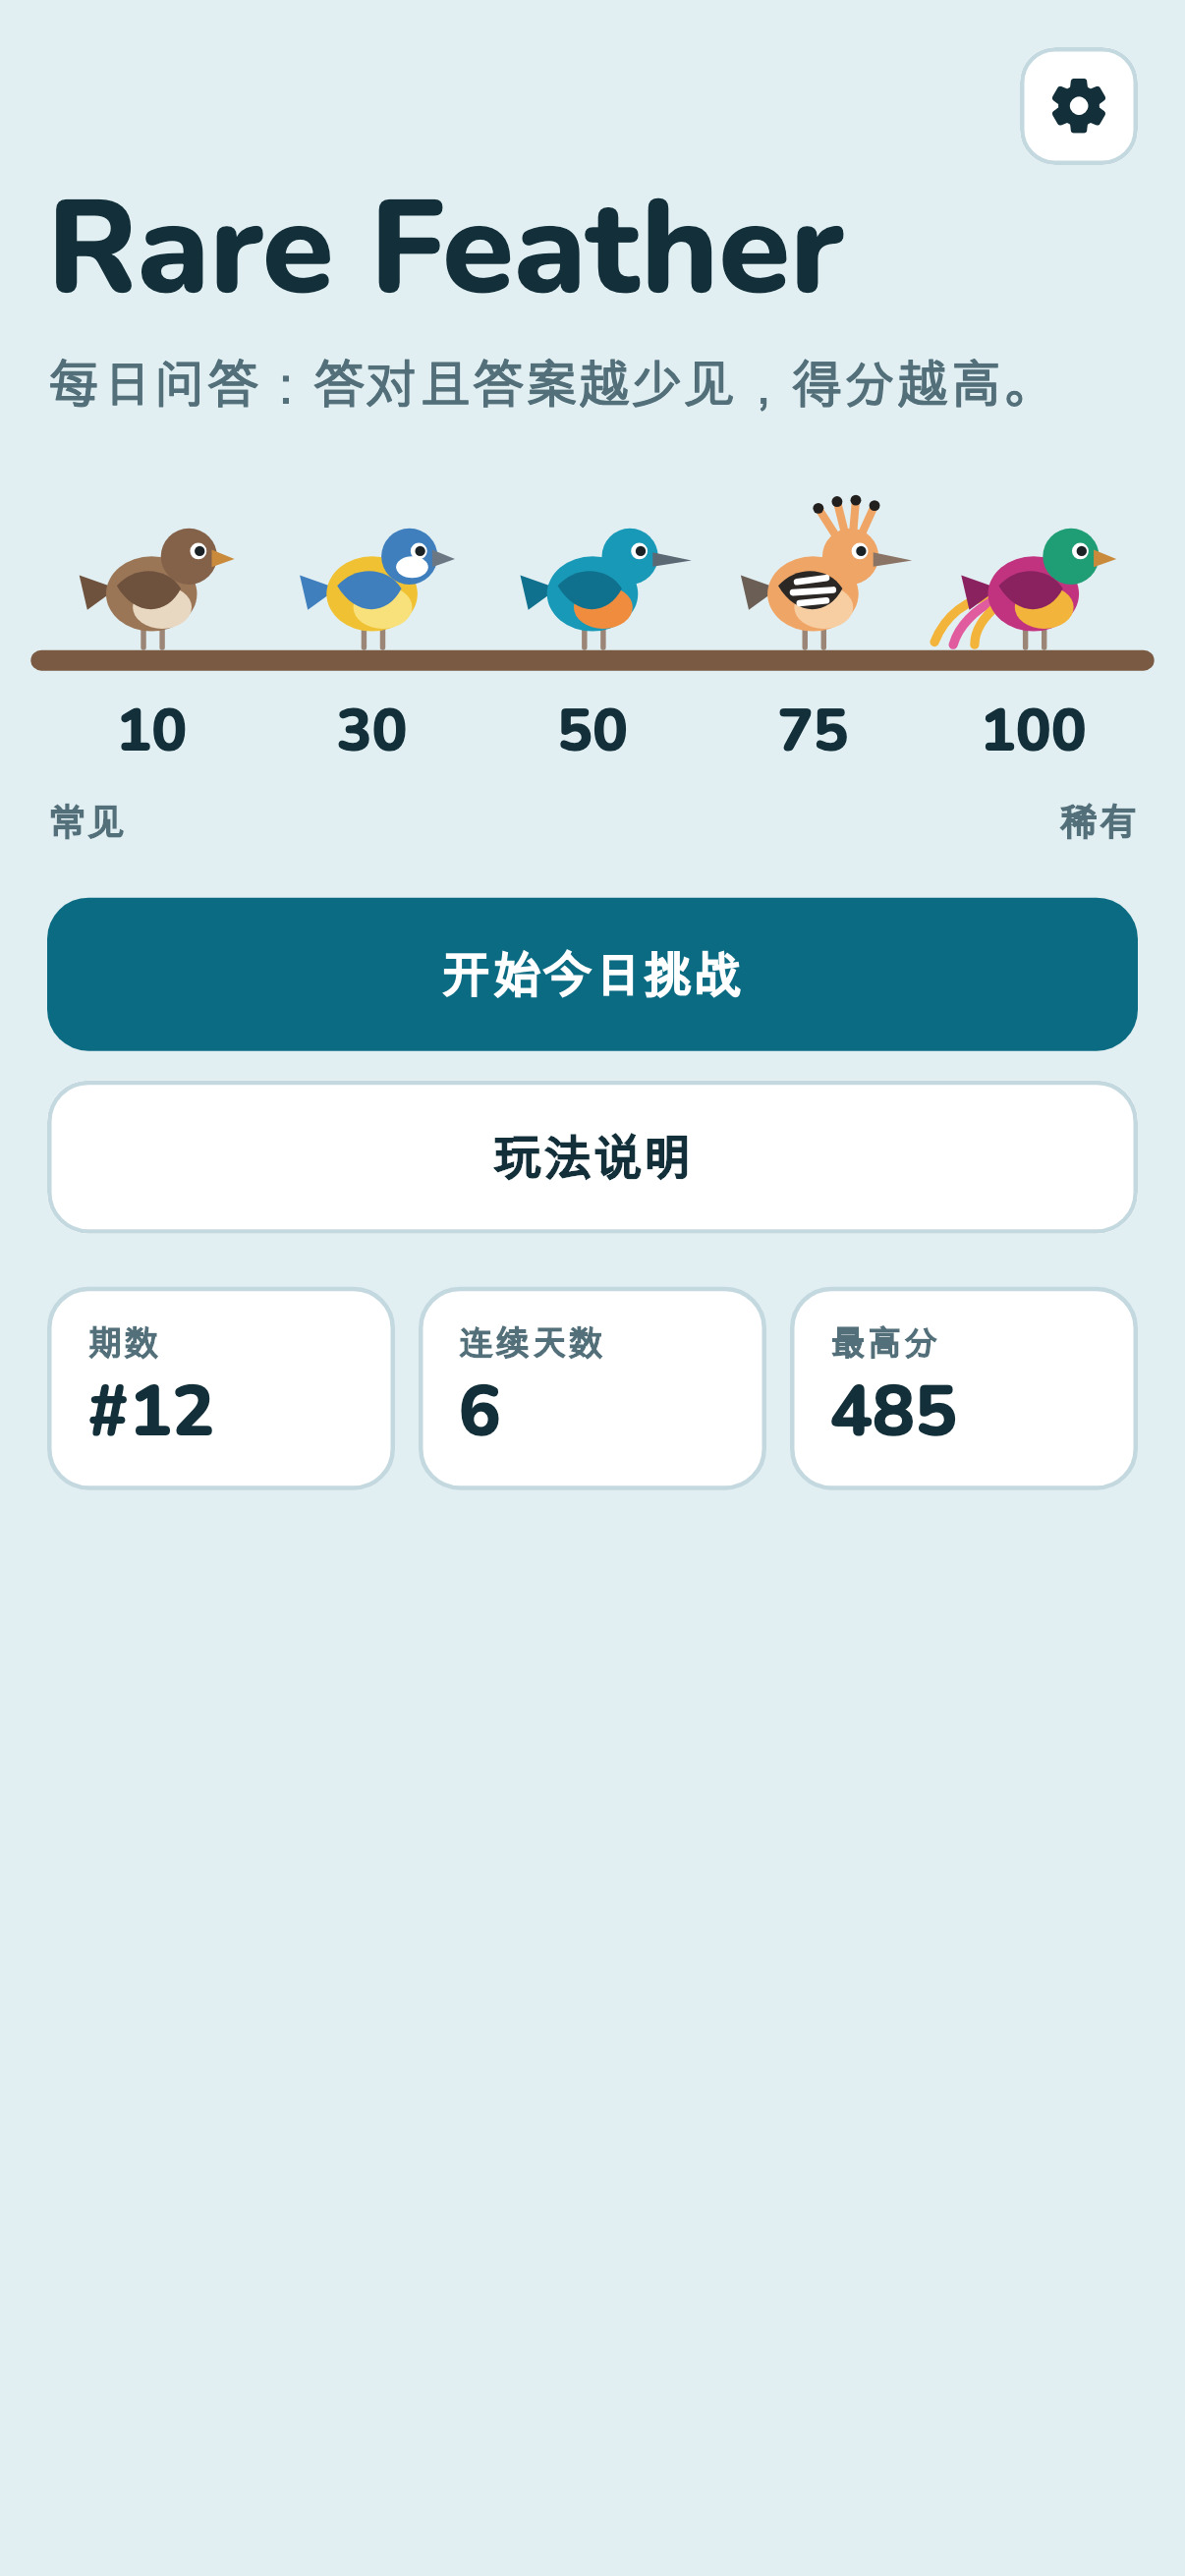 Rare Feather
每日问答：答对且答案越少见，得分越高。
10 30 50 75 100
常见 稀有
开始今日挑战
玩法说明
期数 连续天数 最高分
#12 6 485